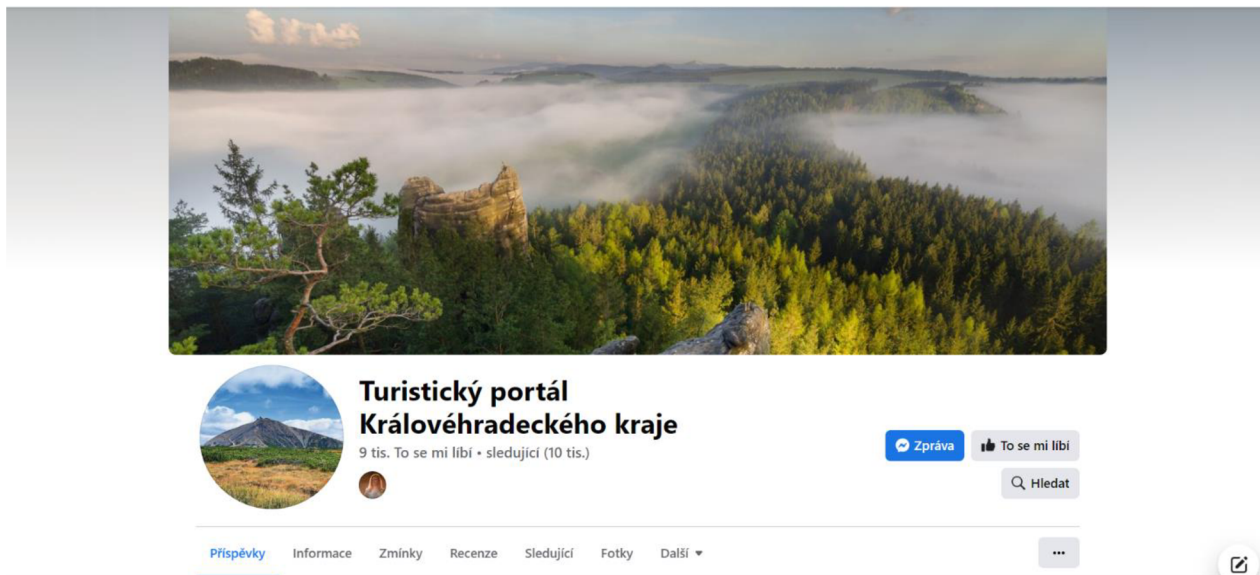 Turistický portál
Královéhradeckého kraje
9 tis. To se mi líbí • sledující (10 tis.)
Zpráva
To se mi líbí
Hledat
Příspěvky Informace Zmínky Recenze Sledující Fotky Další